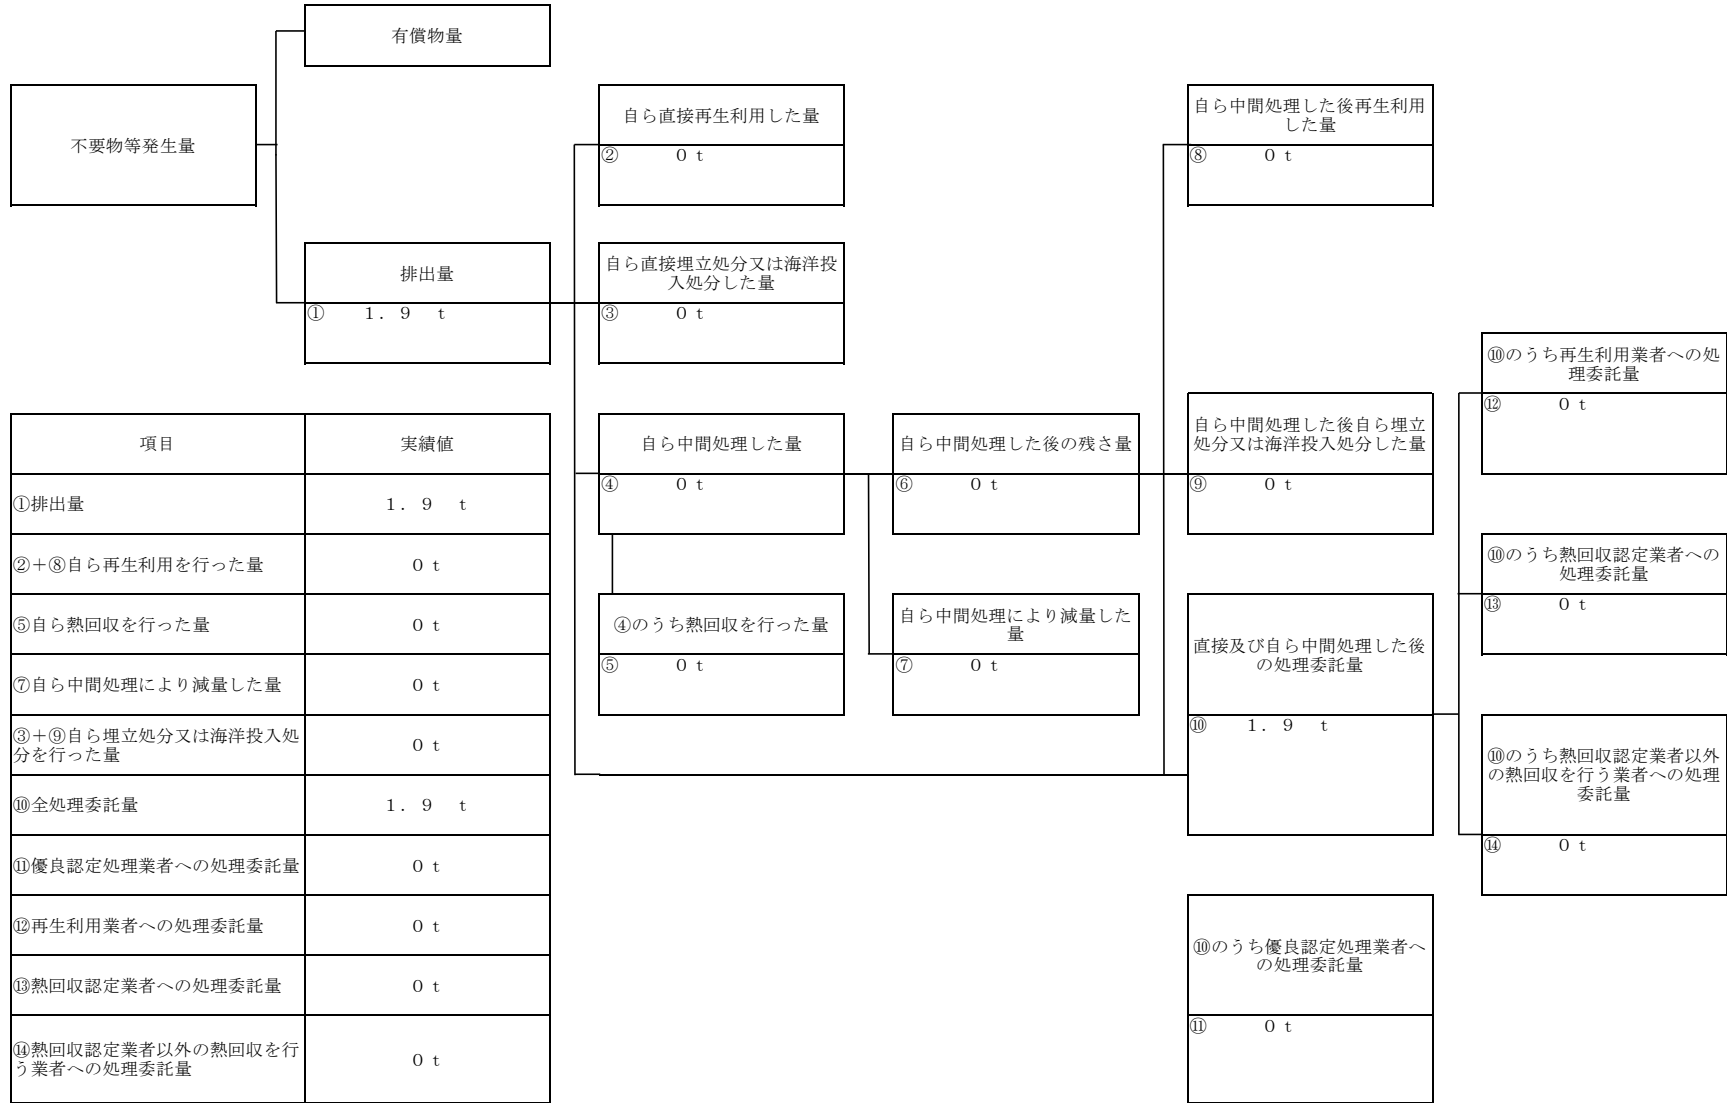 有償物量
不要物等発生量
自ら直接再生利用した量
②　0 t
自ら中間処理した後再生利用
した量
⑧　0 t
排出量
①　1．9　t
自ら直接埋立処分又は海洋投
入処分した量
③　0 t
⑩のうち再生利用業者への処
理委託量
⑫　0 t
自ら中間処理した量
④　0 t
自ら中間処理した後の残さ量
⑥　0 t
自ら中間処理した後自ら埋立
処分又は海洋投入処分した量
⑨　0 t
⑩のうち熱回収認定業者への
処理委託量
⑬　0 t
④のうち熱回収を行った量
⑤　0 t
自ら中間処理により減量した
量
⑦　0 t
直接及び自ら中間処理した後
の処理委託量
⑩　1．9　t
⑩のうち熱回収認定業者以外
の熱回収を行う業者への処理
委託量
⑭　0 t
⑩のうち優良認定処理業者へ
の処理委託量
⑪　0 t
項目　実績値
①排出量　1．9　t
②＋⑧自ら再生利用を行った量　0 t
⑤自ら熱回収を行った量　0 t
⑦自ら中間処理により減量した量　0 t
③＋⑨自ら埋立処分又は海洋投入処
分を行った量　0 t
⑩全処理委託量　1．9　t
⑪優良認定処理業者への処理委託量　0 t
⑫再生利用業者への処理委託量　0 t
⑬熱回収認定業者への処理委託量　0 t
⑭熱回収認定業者以外の熱回収を行
う業者への処理委託量　0 t